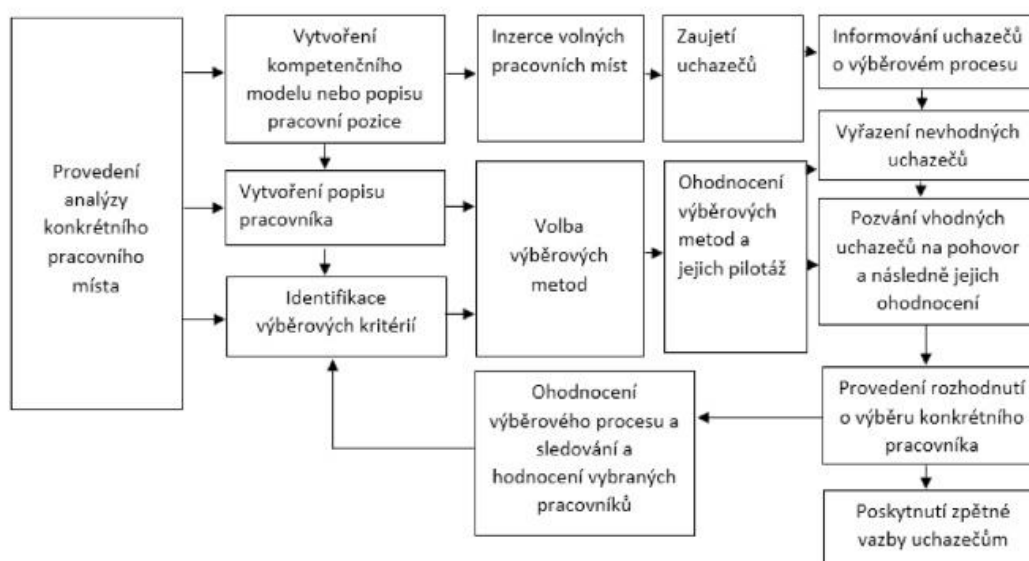 Provedení
analýzy
konkrétního
pracovního
místa
Vytvoření
kompetenčního
modelu nebo popisu
pracovní pozice
Inzerce volných
pracovních míst
Zaujetí
uchazečů
Informování uchazečů
o výběrovém procesu
Vytvoření popisu
pracovníka
Identifikace
výběrových kritérií
Volba
výběrových
metod
Ohodnocení
výběrových
metod a
jejich pilotáž
Vyřazení nevhodných
uchazečů
Pozvání vhodných
uchazečů na pohovor
a následně jejich
ohodnocení
Provedení rozhodnutí
o výběru konkrétního
pracovníka
Ohodnocení
výběrového procesu a
sledování a
hodnocení vybraných
pracovníků
Poskytnutí zpětné
vazby uchazečům